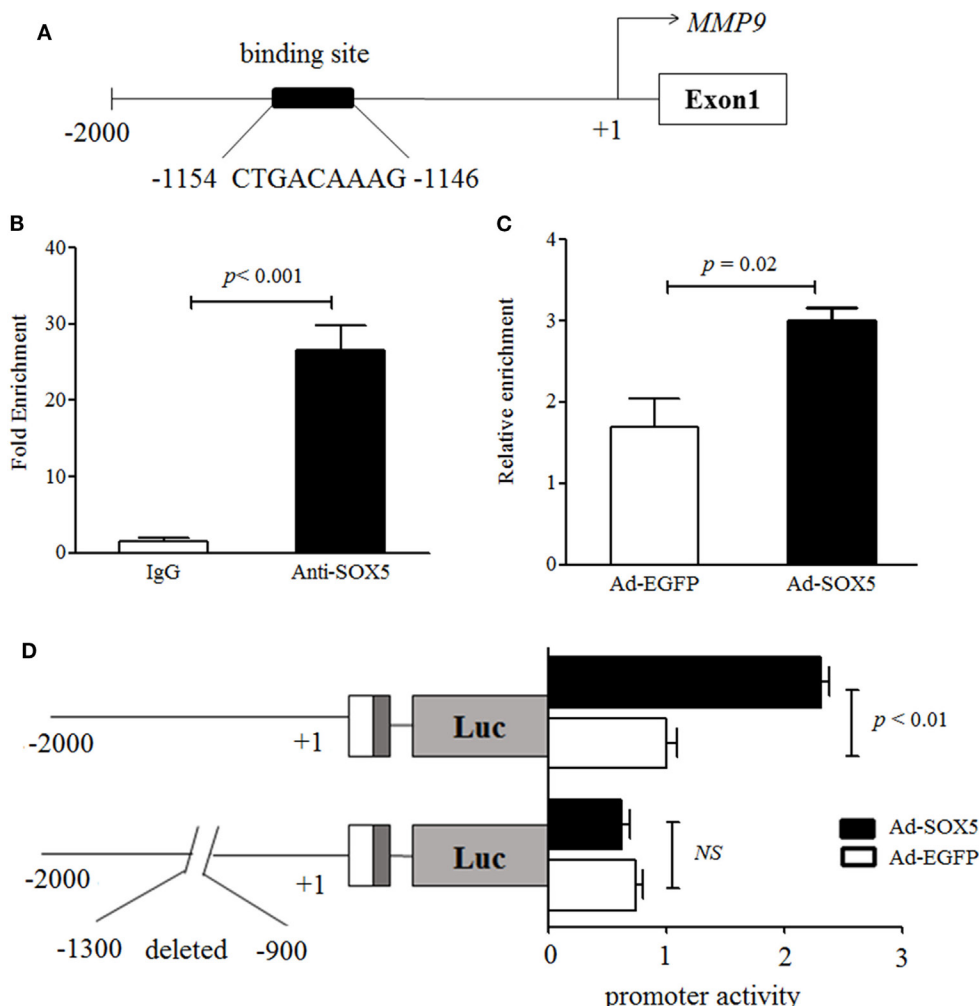 A
MMP9
binding site
Exon1
-2000
+1
-1154 CTGACAAAG -1146
B
Fold Enrichment
40
30
20
10
0
p< 0.001
IgG
Anti-SOX5
C
Relative enrichment
4
3
2
1
0
p = 0.02
Ad-EGFP
Ad-SOX5
D
-2000
+1
Luc
p < 0.01
-2000
+1
Luc
NS
-1300 deleted -900
Ad-SOX5
Ad-EGFP
0 1 2 3
promoter activity